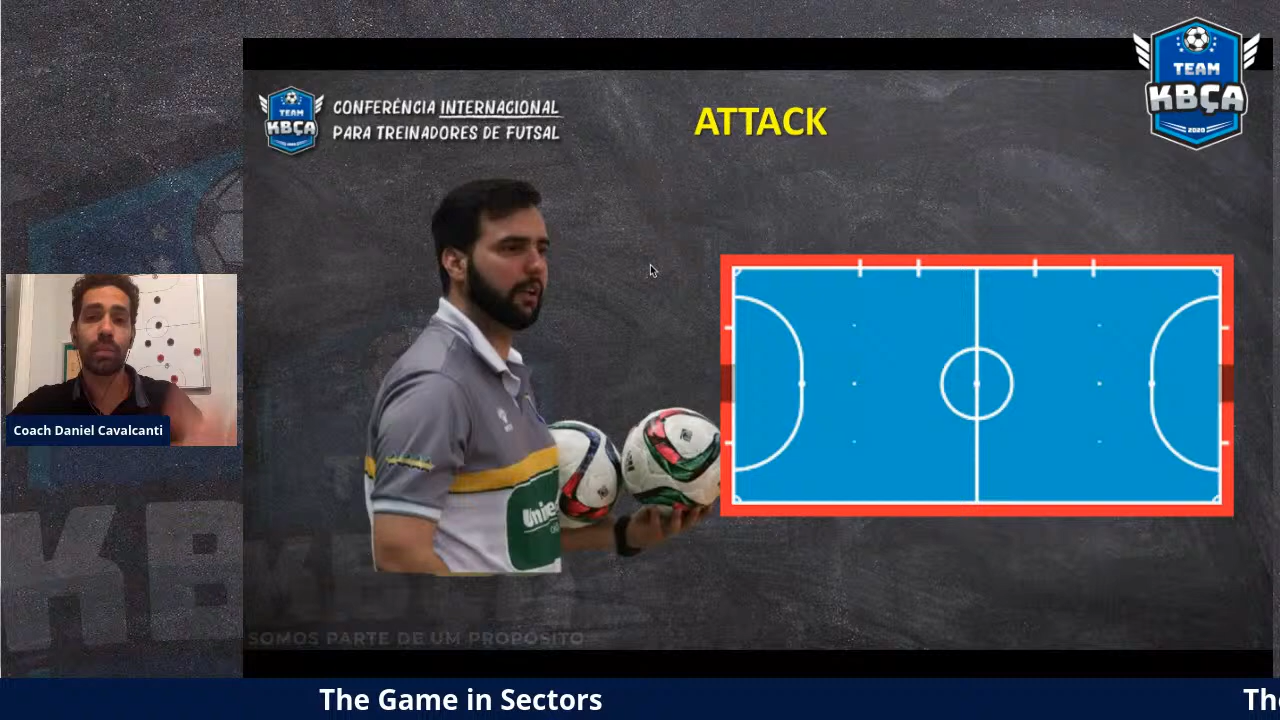 TEAM
KBÇA
2020
TEAM
KBÇA
CONFERÊNCIA INTERNACIONAL
PARA TREINADORES DE FUTSAL
ATTACK
Coach Daniel Cavalcanti
SOMOS PARTE DE UM PROPÓSITO
The Game in Sectors